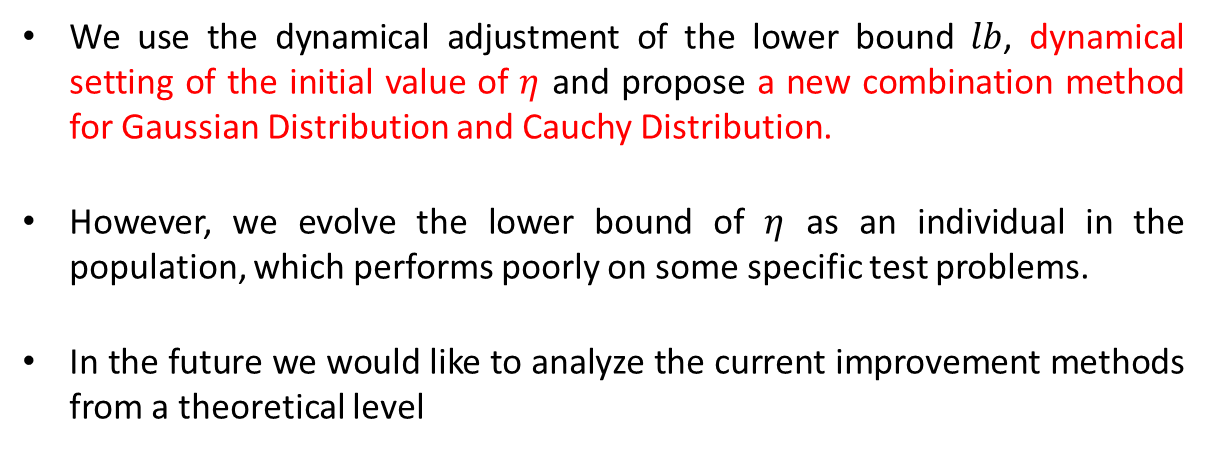 • We use the dynamical adjustment of the lower bound lb, dynamical
setting of the initial value of η and propose a new combination method
for Gaussian Distribution and Cauchy Distribution.
• However, we evolve the lower bound of η as an individual in the
population, which performs poorly on some specific test problems.
• In the future we would like to analyze the current improvement methods
from a theoretical level